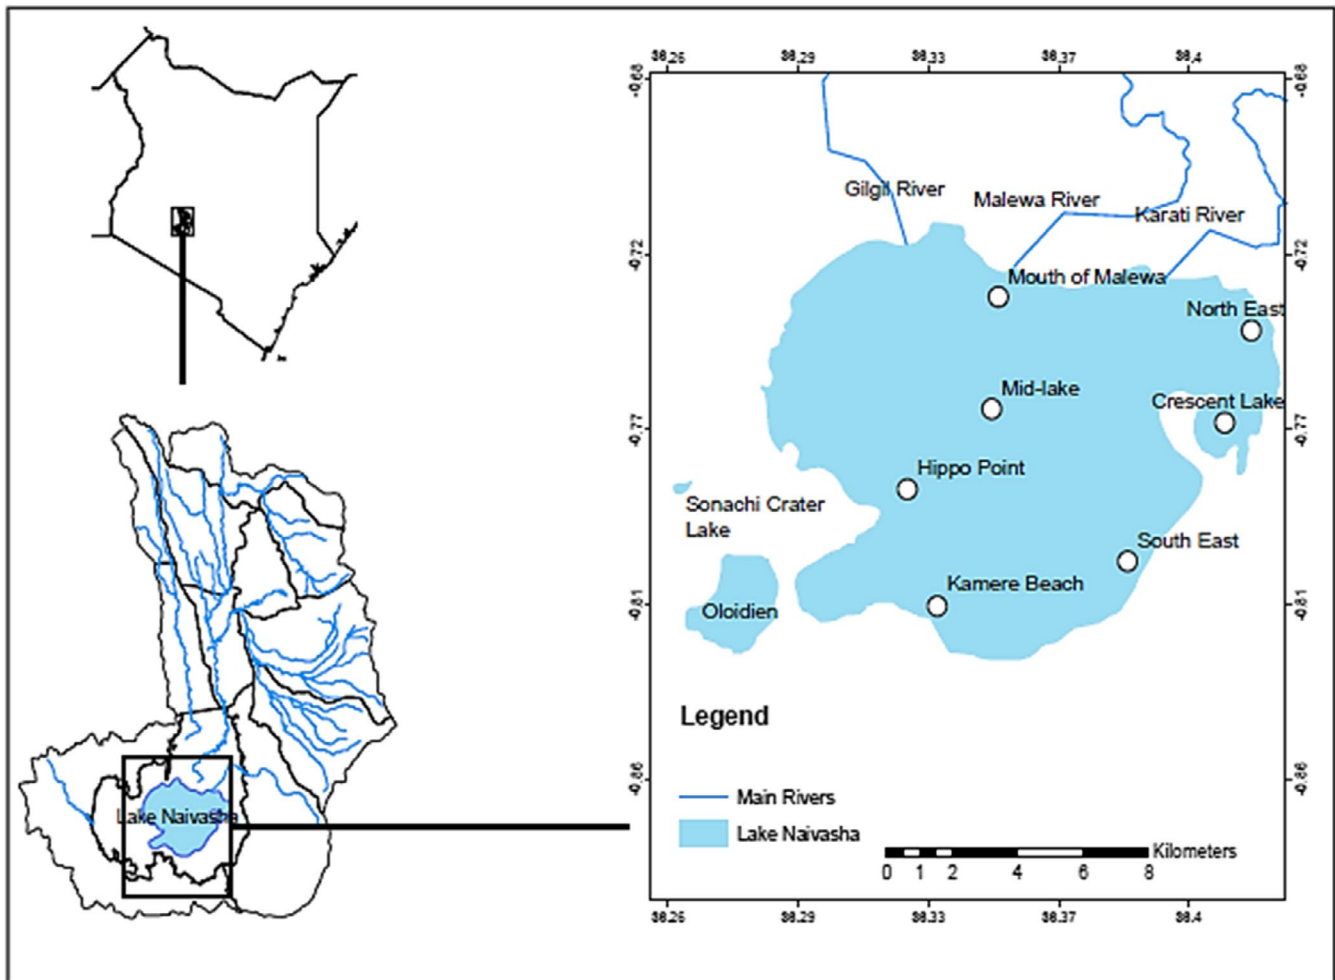 36.26 36.29 36.33 36.37 36.4
-0.68 -0.68
Gilgil River
Malewa River
Karati River
-0.72 -0.72
Mouth of Malewa
North East
Mid-lake
Crescent Lake
-0.77 -0.77
Hippo Point
Sonachi Crater
Lake
South East
Kamere Beach
-0.81 -0.81
Oloidien
Legend
-0.86 -0.86
Main Rivers
Lake Naivasha
Lake Naivasha
Kilometers
0 1 2 4 6 8
36.26 36.29 36.33 36.37 36.4